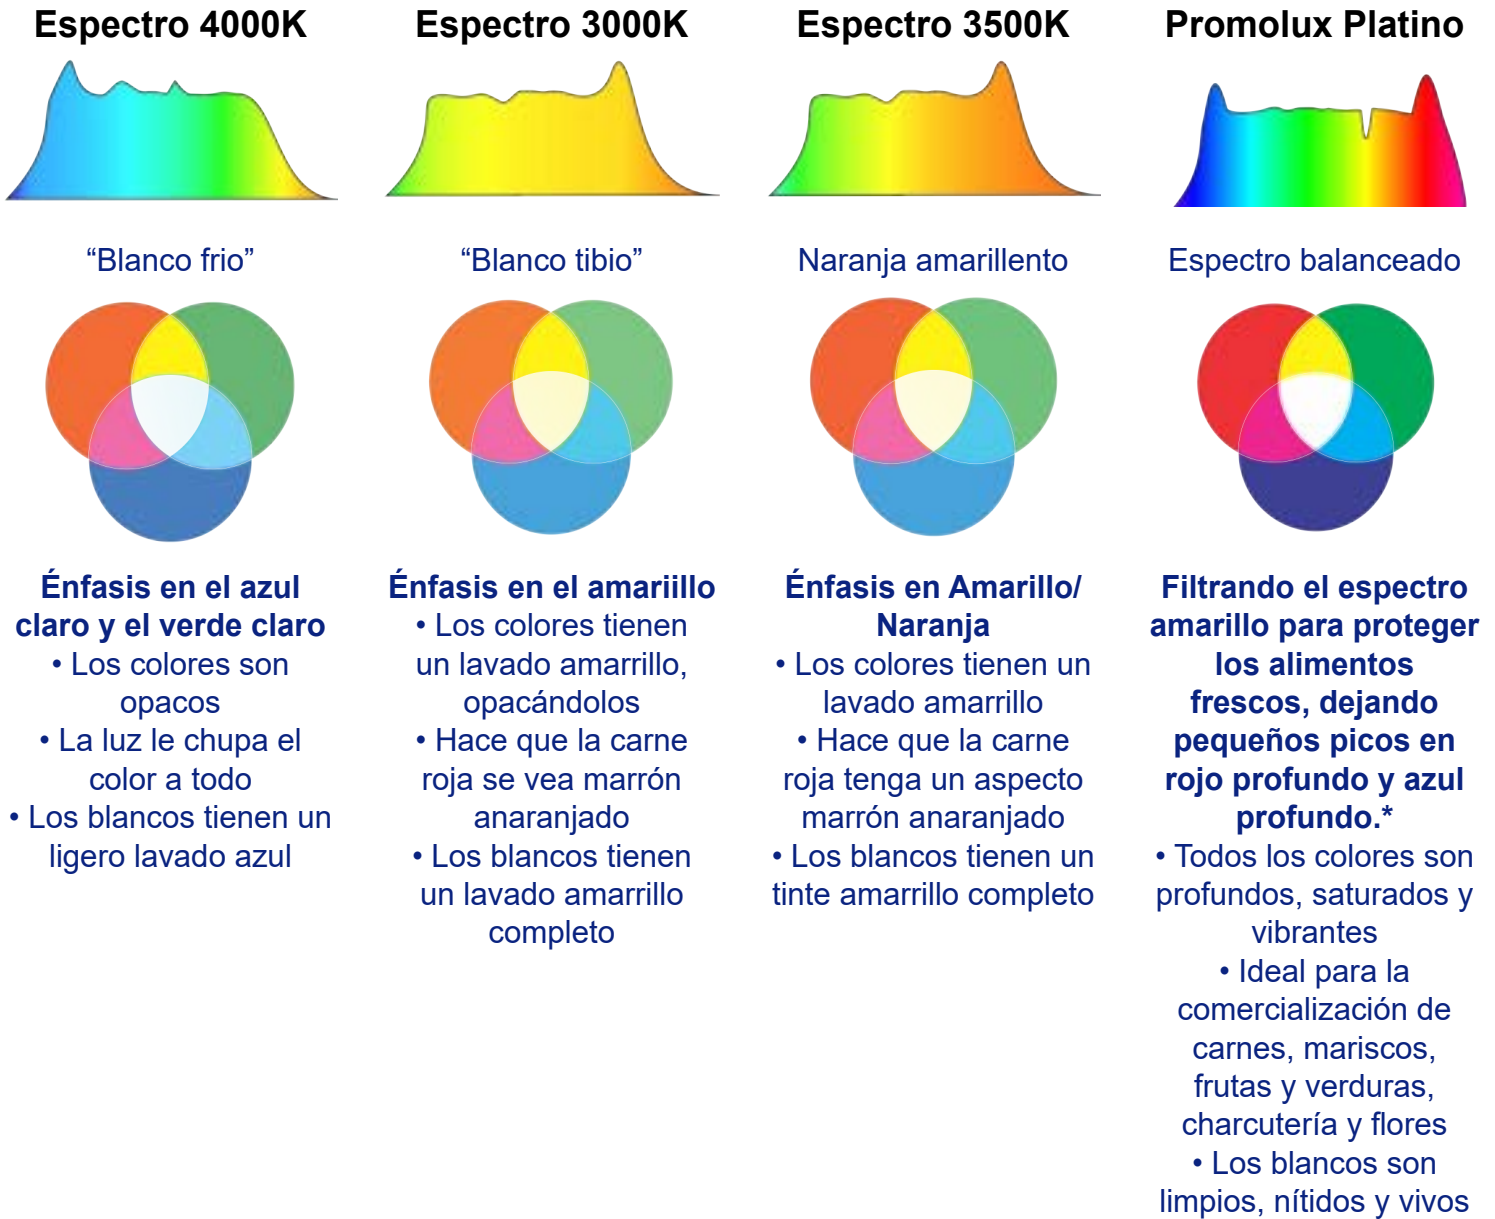 Espectro 4000K
“Blanco frio”
Énfasis en el azul
claro y el verde claro
• Los colores son
opacos
• La luz le chupa el
color a todo
• Los blancos tienen un
ligero lavado azul
Espectro 3000K
“Blanco tibio”
Énfasis en el amariillo
• Los colores tienen
un lavado amarrillo,
opacándolos
• Hace que la carne
roja se vea marrón
anaranjado
• Los blancos tienen
un lavado amarrillo
completo
Espectro 3500K
Naranja amarillento
Énfasis en Amarillo/
Naranja
• Los colores tienen un
lavado amarrillo
• Hace que la carne
roja tenga un aspecto
marrón anaranjado
• Los blancos tienen un
tinte amarrillo completo
Promolux Platino
Espectro balanceado
Filtrando el espectro
amarillo para proteger
los alimentos
frescos, dejando
pequeños picos en
rojo profundo y azul
profundo.*
• Todos los colores son
profundos, saturados y
vibrantes
• Ideal para la
comercialización de
carnes, mariscos,
frutas y verduras,
charcutería y flores
• Los blancos son
limpios, nítidos y vivos